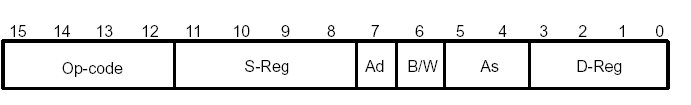 15 14 13 12 11 10 9 8 7 6 5 4 3 2 1 0
Op-code S-Reg Ad B/W As D-Reg